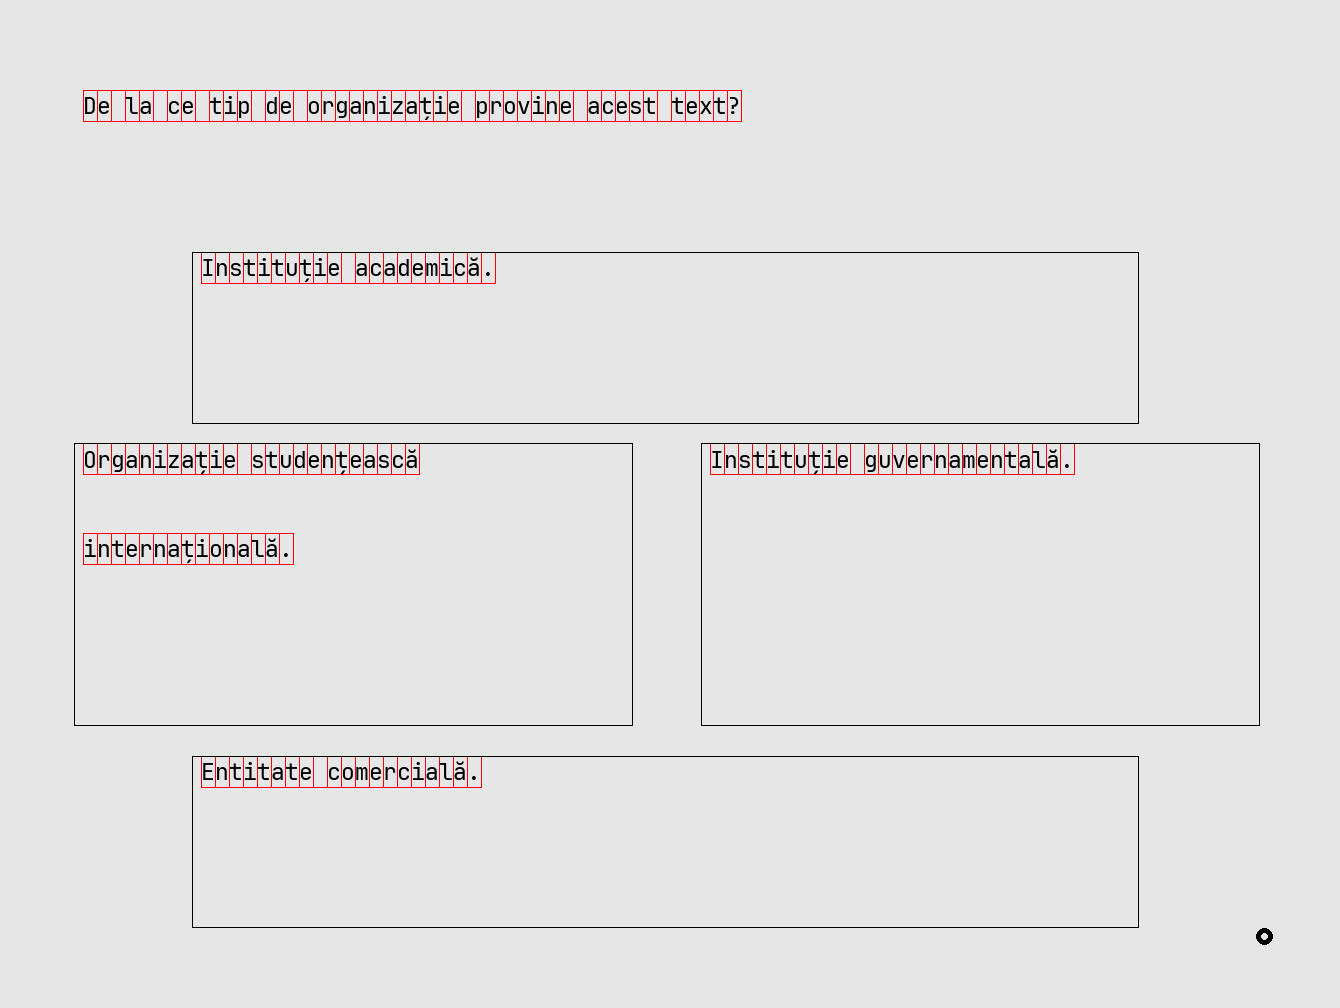 De la ce tip de organizație provine acest text?
Instituție academică.
Organizație studențească
internațională.
Instituție guvernamentală.
Entitate comercială.